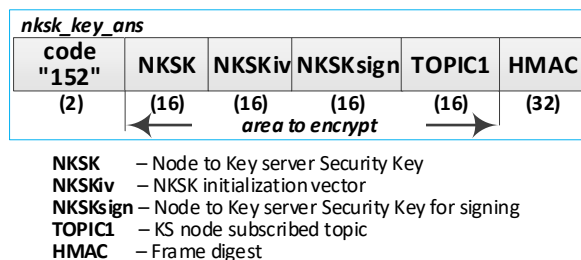 nksk_key_ans
code "152" NKSK NKSKiv NKSKsign TOPIC1 HMAC
(2) (16) (16) (16) (16) (32)
area to encrypt
NKSK – Node to Key server Security Key
NKSKiv – NKSK initialization vector
NKSKsign – Node to Key server Security Key for signing
TOPIC1 – KS node subscribed topic
HMAC – Frame digest